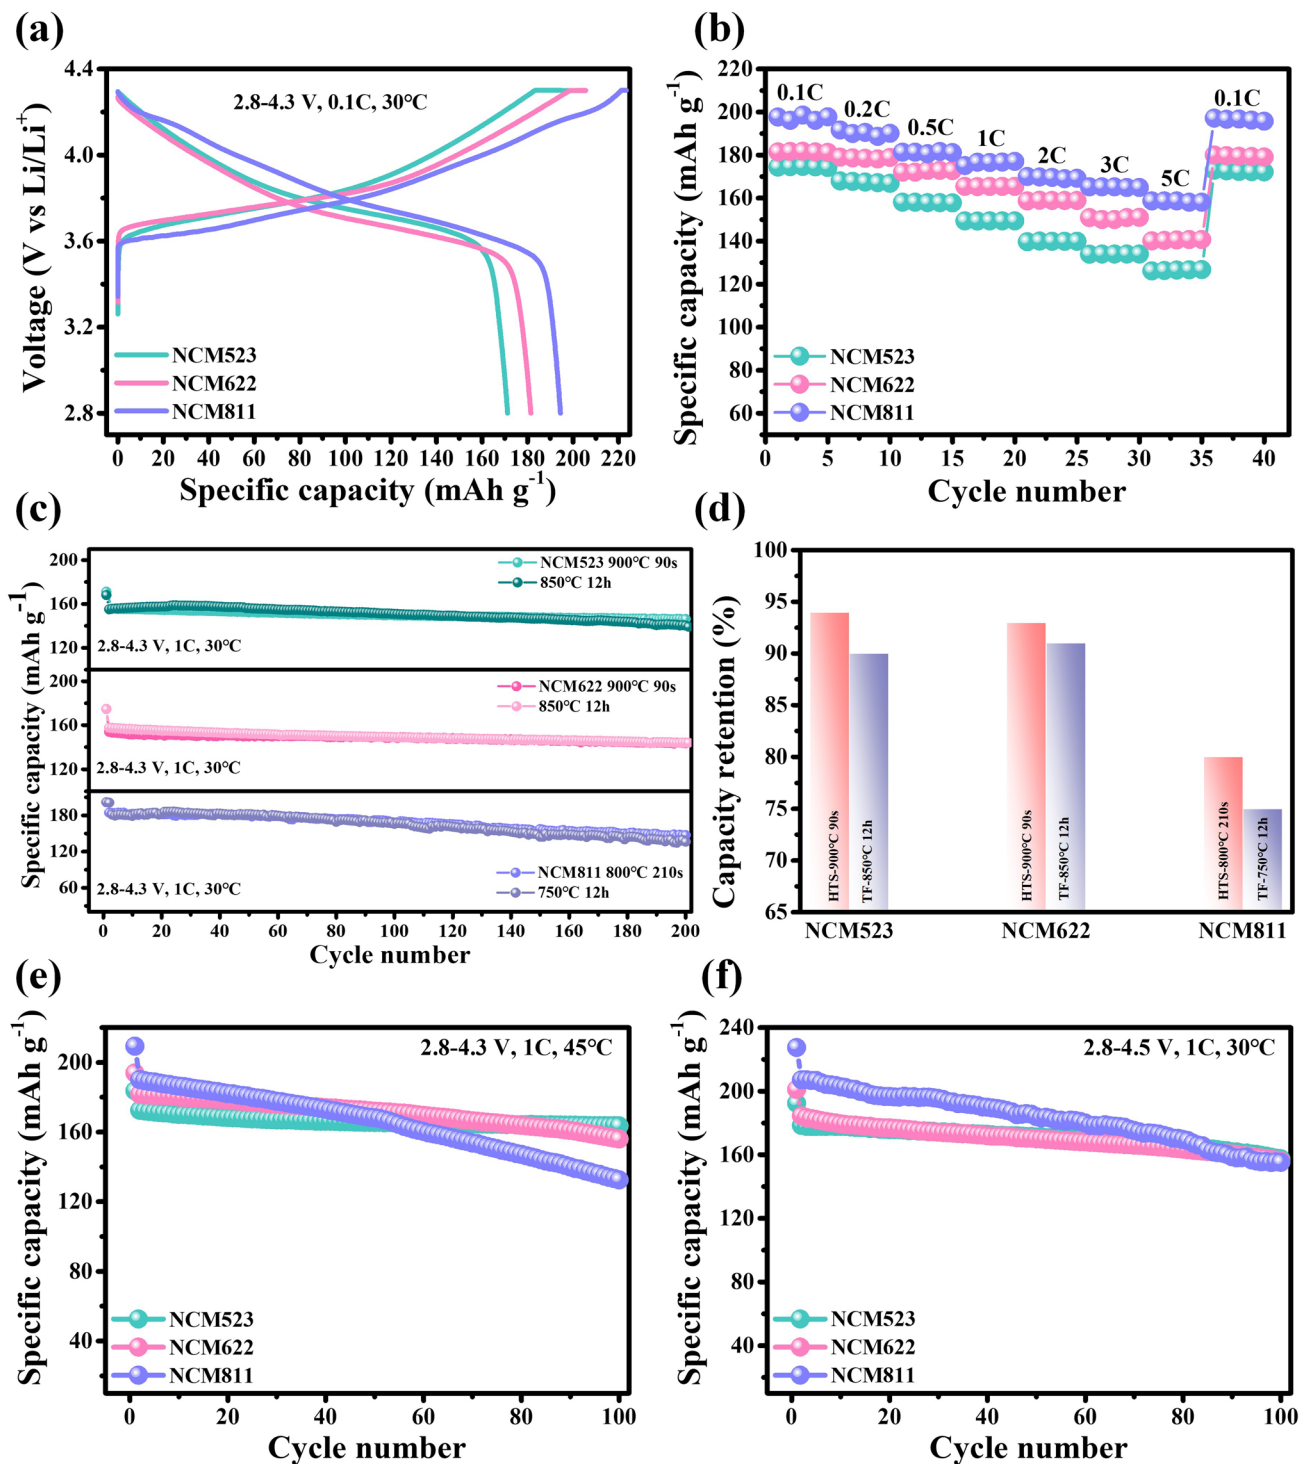 (a)
4.4
4.0
3.6
3.2
2.8
Voltage (V vs Li/Li+)
2.8-4.3 V, 0.1C, 30°C
NCM523
NCM622
NCM811
0 20 40 60 80 100 120 140 160 180 200 220
Specific capacity (mAh g-1)
(b)
220
200
180
160
140
120
100
80
60
Specific capacity (mAh g-1)
0.1C
0.2C
0.5C
1C
2C
3C
5C
0.1C
NCM523
NCM622
NCM811
0 5 10 15 20 25 30 35 40
Cycle number
(c)
Specific capacity (mAh g-1)
200
160
120
NCM523 900°C 90s
850°C 12h
2.8-4.3 V, 1C, 30°C
200
160
120
NCM622 900°C 90s
850°C 12h
2.8-4.3 V, 1C, 30°C
180
120
60
NCM811 800°C 210s
750°C 12h
2.8-4.3 V, 1C, 30°C
0 20 40 60 80 100 120 140 160 180 200
Cycle number
(d)
100
95
90
85
80
75
70
65
Capacity retention (%)
HTS-900°C 90s
TF-850°C 12h
HTS-900°C 90s
TF-850°C 12h
HTS-800°C 210s
TF-750°C 12h
NCM523 NCM622 NCM811
(e)
200
160
120
80
40
Specific capacity (mAh g-1)
2.8-4.3 V, 1C, 45°C
NCM523
NCM622
NCM811
0 20 40 60 80 100
Cycle number
(f)
240
200
160
120
80
40
Specific capacity (mAh g-1)
2.8-4.5 V, 1C, 30°C
NCM523
NCM622
NCM811
0 20 40 60 80 100
Cycle number